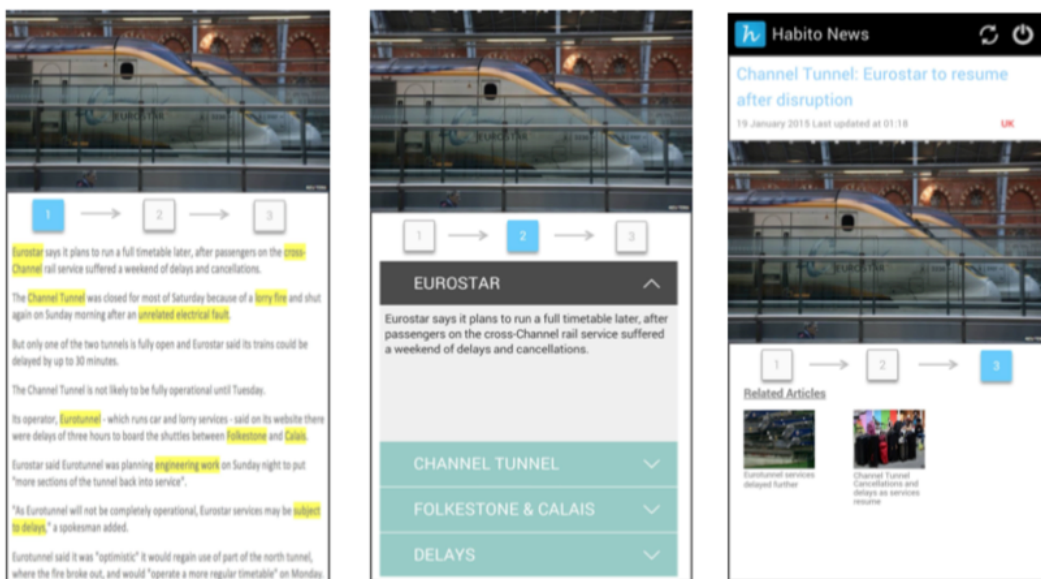 1
2
3
Eurostar says it plans to run a full timetable later, after passengers on the cross-
Channel rail service suffered a weekend of delays and cancellations.
The Channel Tunnel was closed for most of Saturday because of a lorry fire and shut
again on Sunday morning after an unrelated electrical fault.
But only one of the two tunnels is fully open and Eurostar said its trains could be
delayed by up to 30 minutes.
The Channel Tunnel is not likely to be fully operational until Tuesday.
Its operator, Eurotunnel - which runs car and lorry services - said on its website there
were delays of three hours to board the shuttles between Folkestone and Calais.
Eurostar said Eurotunnel was planning engineering work on Sunday night to put
"more sections of the tunnel back into service".
"As Eurotunnel will not be completely operational, Eurostar services may be subject
to delays," a spokesman added.
Eurotunnel said it was "optimistic" it would regain use of part of the north tunnel,
where the fire broke out, and would "operate a more regular timetable" on Monday.
EUROSTAR
1
2
3
EUROSTAR
Eurostar says it plans to run a full timetable later, after
passengers on the cross-Channel rail service suffered
a weekend of delays and cancellations.
CHANNEL TUNNEL
FOLKESTONE & CALAIS
DELAYS
h Habito News
Channel Tunnel: Eurostar to resume
after disruption
19 January 2015 Last updated at 01:18
UK
EUROSTAR
1
2
3
Related Articles
Eurotunnel services
delayed further
Channel Tunnel
Cancellations and
delays as services
resume